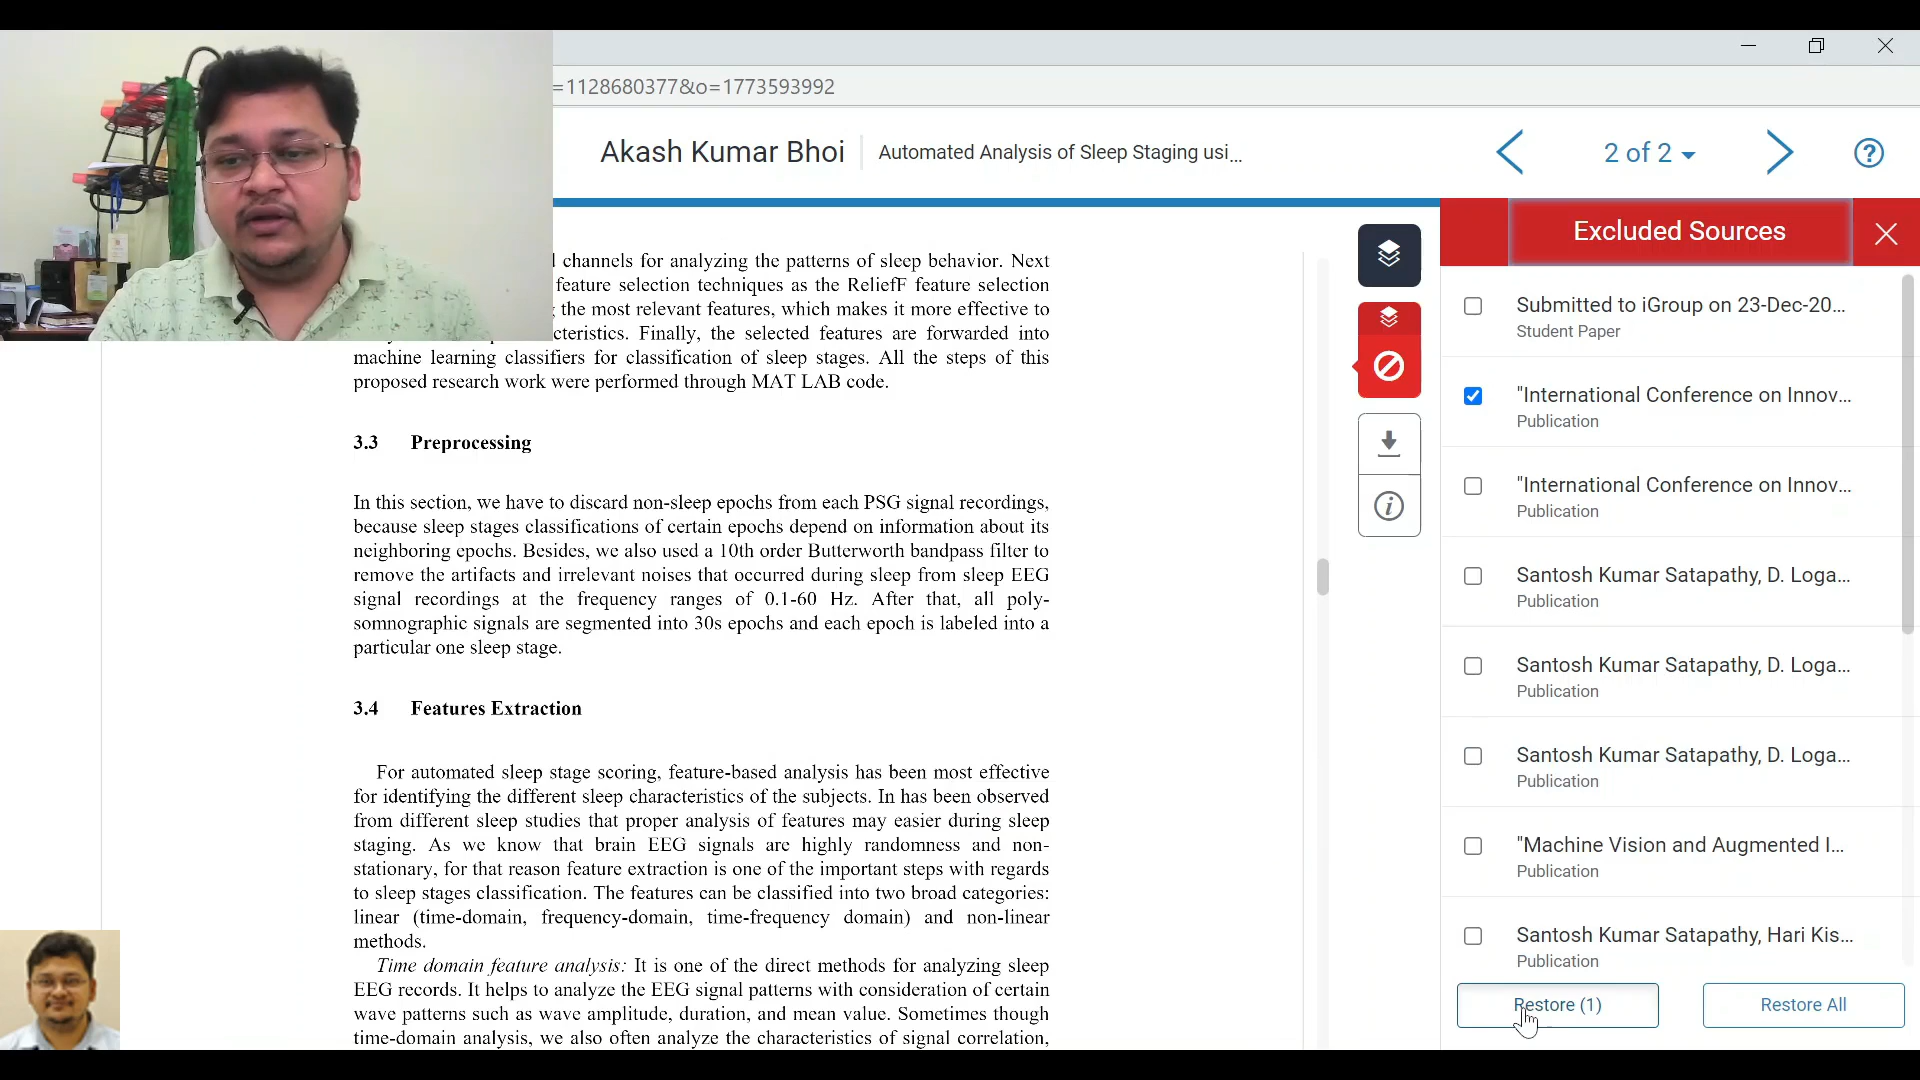 =1128680377&o=1773593992
Akash Kumar Bhoi
Automated Analysis of Sleep Staging usi...
2 of 2
channels for analyzing the patterns of sleep behavior. Next
feature selection techniques as the ReliefF feature selection
the most relevant features, which makes it more effective to
cteristics. Finally, the selected features are forwarded into
machine learning classifiers for classification of sleep stages. All the steps of this
proposed research work were performed through MAT LAB code.
3.3 Preprocessing
In this section, we have to discard non-sleep epochs from each PSG signal recordings,
because sleep stages classifications of certain epochs depend on information about its
neighboring epochs. Besides, we also used a 10th order Butterworth bandpass filter to
remove the artifacts and irrelevant noises that occurred during sleep from sleep EEG
signal recordings at the frequency ranges of 0.1-60 Hz. After that, all poly-
somnographic signals are segmented into 30s epochs and each epoch is labeled into a
particular one sleep stage.
3.4 Features Extraction
For automated sleep stage scoring, feature-based analysis has been most effective
for identifying the different sleep characteristics of the subjects. In has been observed
from different sleep studies that proper analysis of features may easier during sleep
staging. As we know that brain EEG signals are highly randomness and non-
stationary, for that reason feature extraction is one of the important steps with regards
to sleep stages classification. The features can be classified into two broad categories:
linear (time-domain, frequency-domain, time-frequency domain) and non-linear
methods.
Time domain feature analysis: It is one of the direct methods for analyzing sleep
EEG records. It helps to analyze the EEG signal patterns with consideration of certain
wave patterns such as wave amplitude, duration, and mean value. Sometimes though
time-domain analysis, we also often analyze the characteristics of signal correlation,
Excluded Sources
Submitted to iGroup on 23-Dec-20...
Student Paper
"International Conference on Innov...
Publication
"International Conference on Innov...
Publication
Santosh Kumar Satapathy, D. Loga...
Publication
Santosh Kumar Satapathy, D. Loga...
Publication
Santosh Kumar Satapathy, D. Loga...
Publication
"Machine Vision and Augmented I...
Publication
Santosh Kumar Satapathy, Hari Kis...
Publication
Restore (1)
Restore All